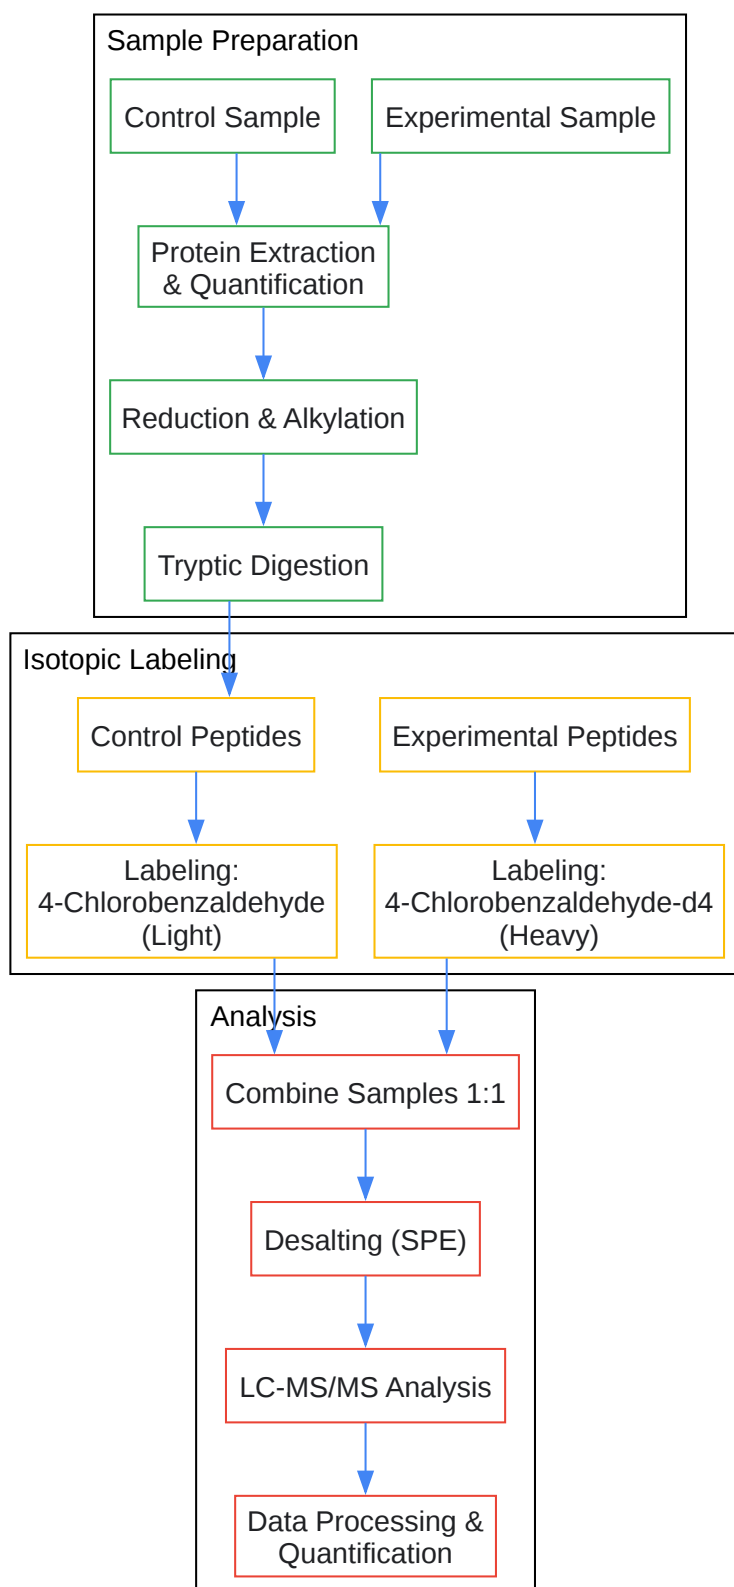 Sample Preparation
Control Sample
Experimental Sample
Protein Extraction
& Quantification
Reduction & Alkylation
Tryptic Digestion
Isotopic Labeling
Control Peptides
Experimental Peptides
Labeling:
4-Chlorobenzaldehyde
(Light)
Labeling:
4-Chlorobenzaldehyde-d4
(Heavy)
Analysis
Combine Samples 1:1
Desalting (SPE)
LC-MS/MS Analysis
Data Processing &
Quantification